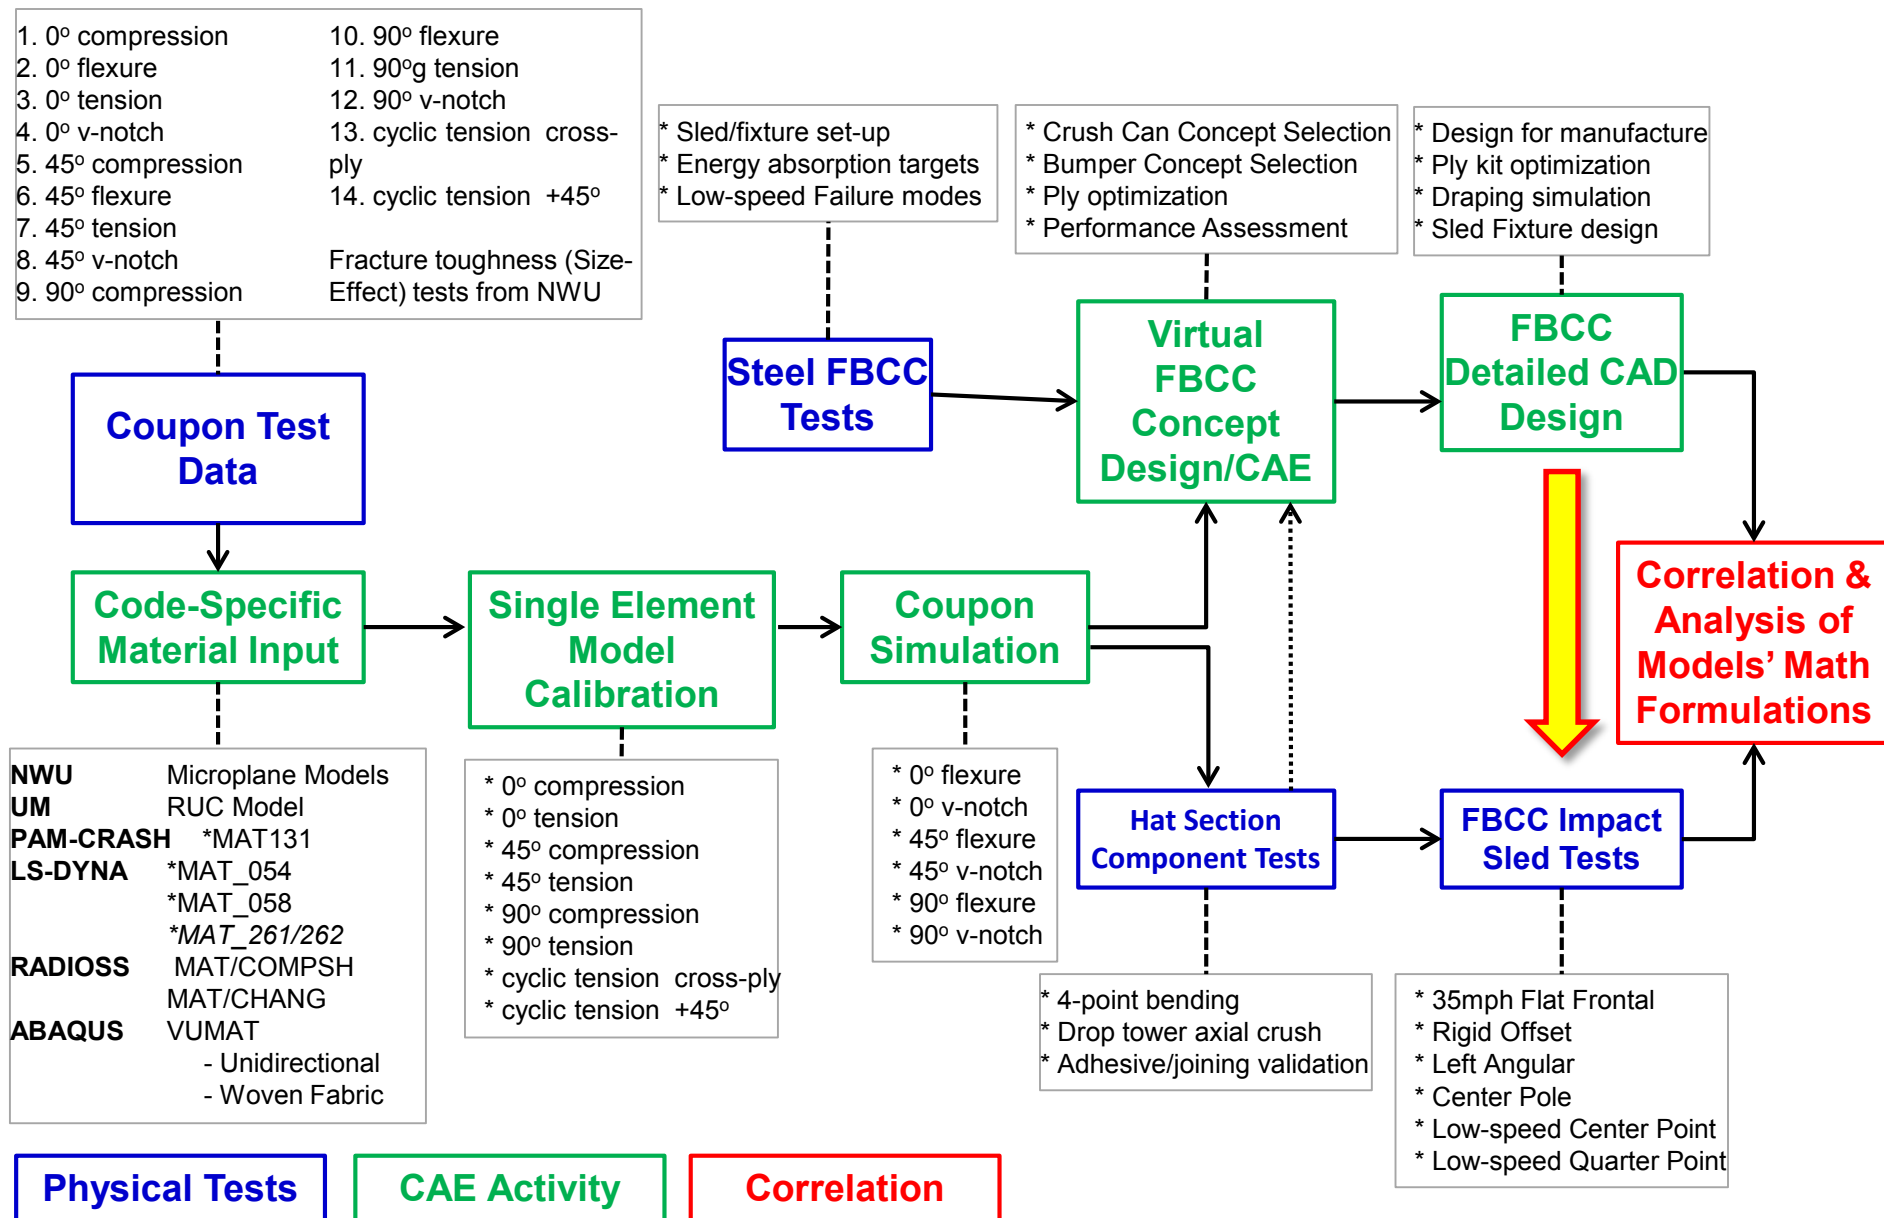 1. 0º compression
2. 0º flexure
3. 0º tension
4. 0º v-notch
5. 45º compression
6. 45º flexure
7. 45º tension
8. 45º v-notch
9. 90º compression
10. 90º flexure
11. 90ºg tension
12. 90º v-notch
13. cyclic tension cross-
ply
14. cyclic tension +45º
Fracture toughness (Size-
Effect) tests from NWU
* Sled/fixture set-up
* Energy absorption targets
* Low-speed Failure modes
* Crush Can Concept Selection
* Bumper Concept Selection
* Ply optimization
* Performance Assessment
* Design for manufacture
* Ply kit optimization
* Draping simulation
* Sled Fixture design
Coupon Test
Data
Steel FBCC
Tests
Virtual
FBCC
Concept
Design/CAE
FBCC
Detailed CAD
Design
Code-Specific
Material Input
Single Element
Model
Calibration
Coupon
Simulation
Correlation &
Analysis of
Models’ Math
Formulations
Hat Section
Component Tests
FBCC Impact
Sled Tests
NWU Microplane Models
UM RUC Model
PAM-CRASH *MAT131
LS-DYNA *MAT_054
*MAT_058
*MAT_261/262
RADIOSS MAT/COMPSH
MAT/CHANG
ABAQUS VUMAT
- Unidirectional
- Woven Fabric
* 0º compression
* 0º tension
* 45º compression
* 45º tension
* 90º compression
* 90º tension
* cyclic tension cross-ply
* cyclic tension +45º
* 0º flexure
* 0º v-notch
* 45º flexure
* 45º v-notch
* 90º flexure
* 90º v-notch
* 4-point bending
* Drop tower axial crush
* Adhesive/joining validation
* 35mph Flat Frontal
* Rigid Offset
* Left Angular
* Center Pole
* Low-speed Center Point
* Low-speed Quarter Point
Physical Tests
CAE Activity
Correlation